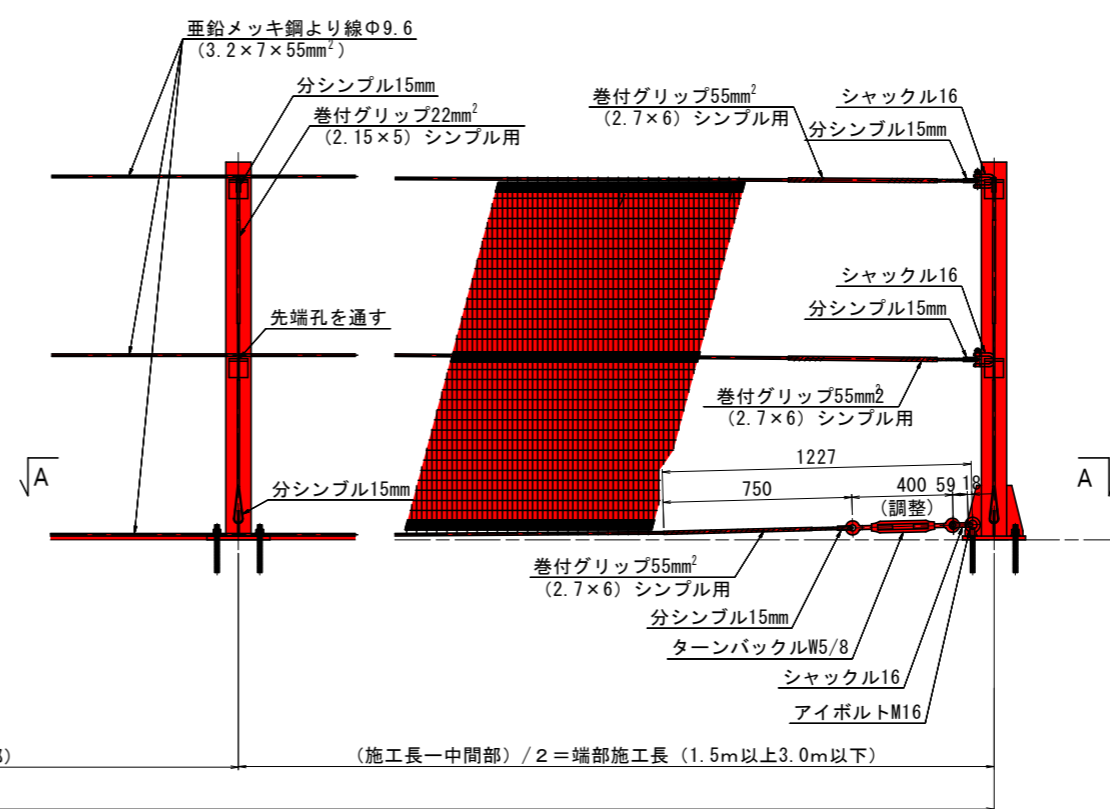 亜鉛メッキ鋼より線Φ9.6
(3.2×7×55mm²)
分シンプル15mm
巻付グリップ22mm²
(2.15×5) シンプル用
巻付グリップ55mm²
(2.7×6) シンプル用
シャックル16
分シンブル15mm
先端孔を通す
シャックル16
分シンプル15mm
巻付グリップ55mm²
(2.7×6) シンプル用
A
A
1227
分シンブル15mm
750
400
59
18
(調整)
巻付グリップ55mm²
(2.7×6) シンプル用
分シンブル15mm
ターンバックルW5/8
シャックル16
アイボルトM16
(施工長ー中間部) /2=端部施工長 (1.5m以上3.0m以下)